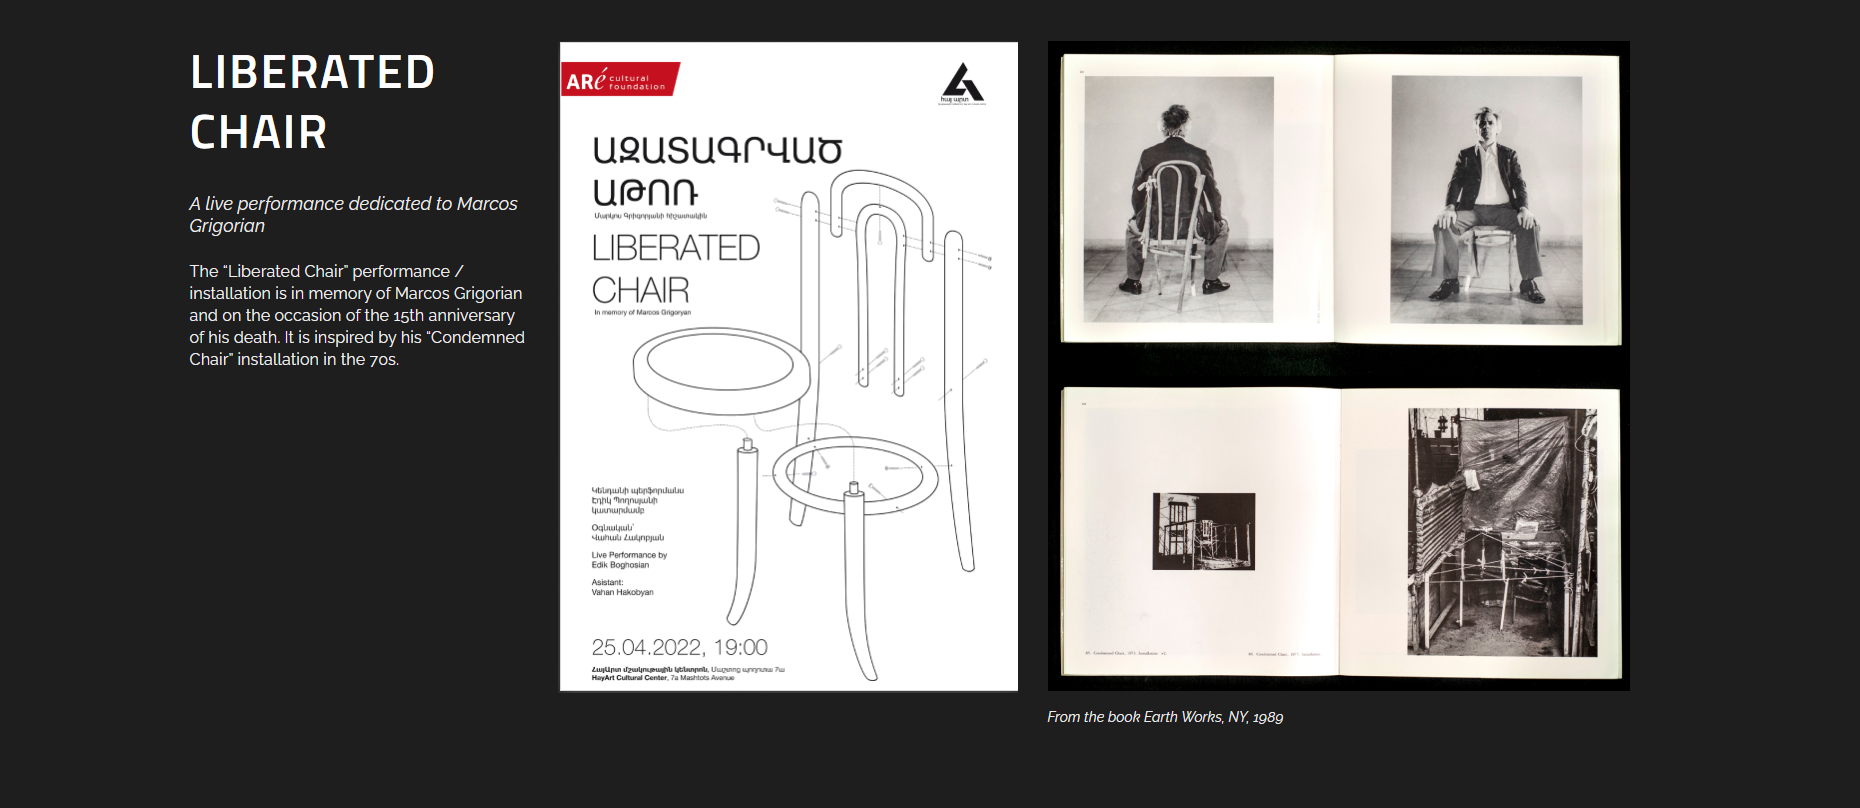 LIBERATED
CHAIR
A live performance dedicated to Marcos
Grigorian
The “Liberated Chair” performance /
installation is in memory of Marcos Grigorian
and on the occasion of the 15th anniversary
of his death. It is inspired by his “Condemned
Chair” installation in the 70s.
ARé cultural
foundation
հայ արտ
ԱԶԱՏԱԳՐՎԱԾ
ԱԹՈՌ
Մարկոս Գրիգորյանի հիշատակին
LIBERATED
CHAIR
In memory of Marcos Grigoryan
Կենդանի պերֆորմանս
Էդիկ Պողոսյանի
կատարմամբ
Օգնական՝
Վահան Հակոբյան
Live Performance by
Edik Boghosian
Asistant:
Vahan Hakobyan
25.04.2022, 19:00
ՀայԱրտ մշակութային կենտրոն, Մաշտոց պողոտա 7ա
HayArt Cultural Center, 7a Mashtots Avenue
From the book Earth Works, NY, 1989